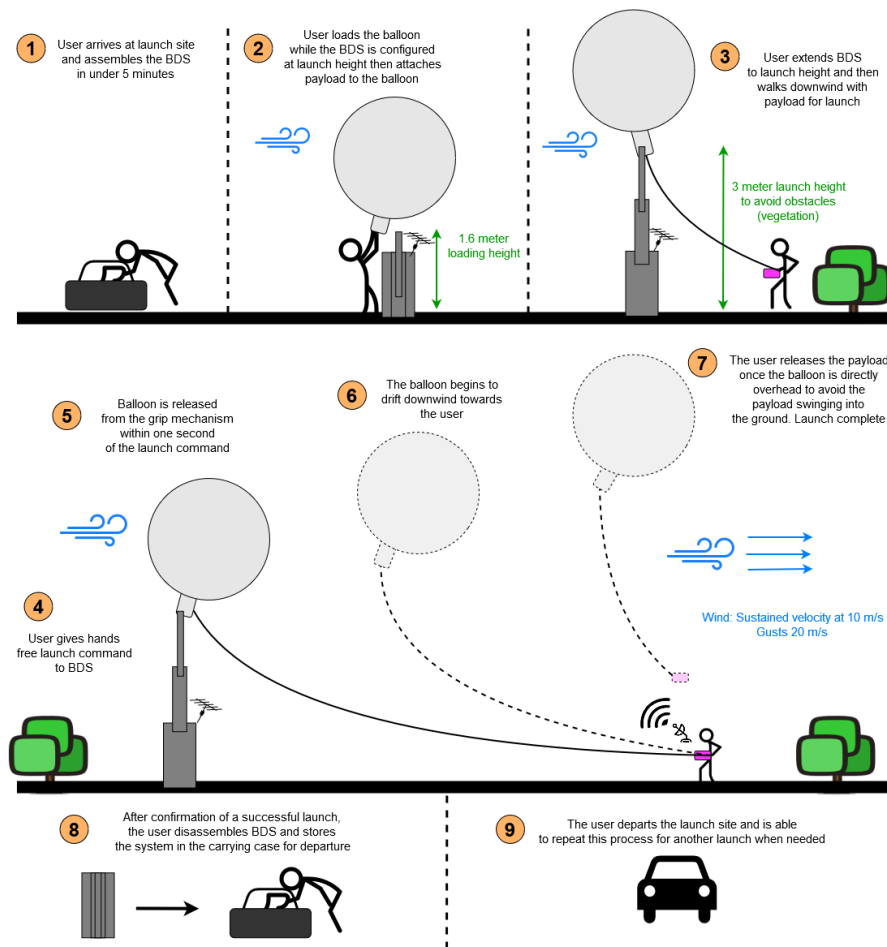 1
User arrives at launch site
and assembles the BDS
in under 5 minutes
2
User loads the balloon
while the BDS is configured
at launch height then attaches
payload to the balloon
1.6 meter
loading height
3
User extends BDS
to launch height and then
walks downwind with
payload for launch
3 meter launch height
to avoid obstacles
(vegetation)
4
User gives hands
free launch command
to BDS
5
Balloon is released
from the grip mechanism
within one second
of the launch command
6
The balloon begins to
drift downwind towards
the user
7
The user releases the payload
once the balloon is directly
overhead to avoid the
payload swinging into
the ground. Launch complete
Wind: Sustained velocity at 10 m/s
Gusts 20 m/s
8
After confirmation of a successful launch,
the user disassembles BDS and stores
the system in the carrying case for departure
9
The user departs the launch site and is able
to repeat this process for another launch when needed